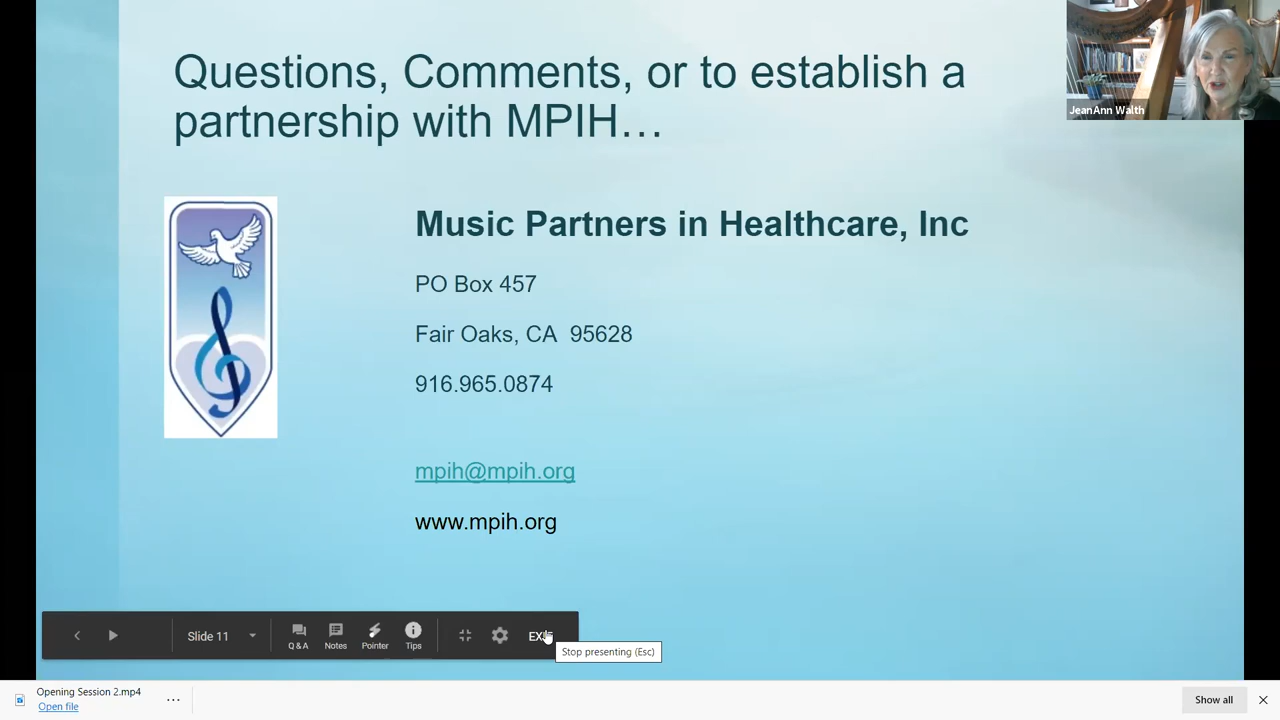 Questions, Comments, or to establish a
partnership with MPIH…
JeanAnn Walth
Music Partners in Healthcare, Inc
PO Box 457
Fair Oaks, CA  95628
916.965.0874
mpih@mpih.org
www.mpih.org
Slide 11
Q & A
Notes
Pointer
Tips
Stop presenting (Esc)
Opening Session 2.mp4
Open file
Show all